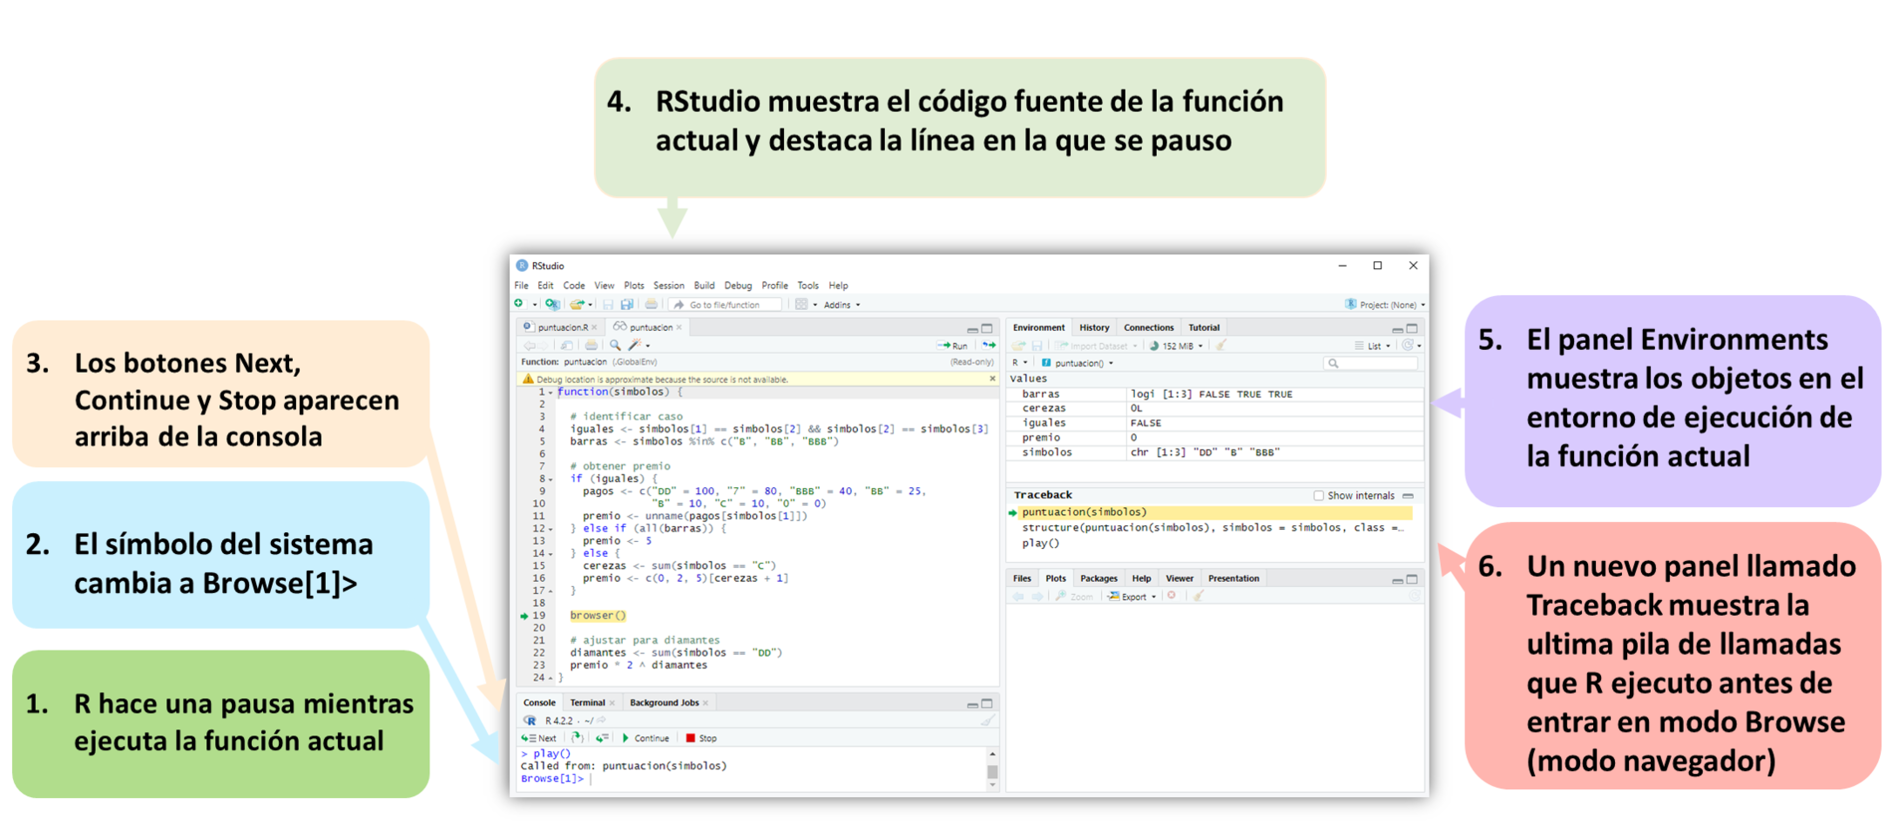 4. RStudio muestra el código fuente de la función
actual y destaca la línea en la que se pauso
3. Los botones Next,
Continue y Stop aparecen
arriba de la consola
2. El símbolo del sistema
cambia a Browse[1]>
1. R hace una pausa mientras
ejecuta la función actual
RStudio
File Edit Code View Plots Session Build Debug Profile Tools Help
Go to file/function Addins Project: (None)
puntuacion.R puntuacion
Run
Function: puntuacion (.GlobalEnv) (Read-only)
Debug location is approximate because the source is not available.
1 function(simbolos) {
2
3 # identificar caso
4 iguales <- simbolos[1] == simbolos[2] && simbolos[2] == simbolos[3]
5 barras <- simbolos %in% c("B", "BB", "BBB")
6
7 # obtener premio
8 if (iguales) {
9 pagos <- c("DD" = 100, "7" = 80, "BBB" = 40, "BB" = 25,
10 "B" = 10, "C" = 10, "0" = 0)
11 premio <- unname(pagos[simbolos[1]])
12 } else if (all(barras)) {
13 premio <- 5
14 } else {
15 cerezas <- sum(simbolos == "C")
16 premio <- c(0, 2, 5)[cerezas + 1]
17 }
18
19 browser()
20
21 # ajustar para diamantes
22 diamantes <- sum(simbolos == "DD")
23 premio * 2 ^ diamantes
24 }
Console Terminal Background Jobs
R 4.2.2 . ~/
Next Continue Stop
> play()
Called from: puntuacion(simbolos)
Browse[1]>
Environment History Connections Tutorial
Import Dataset 152 MiB List
R puntuacion()
Values
barras logi [1:3] FALSE TRUE TRUE
cerezas 0L
iguales FALSE
premio 0
simbolos chr [1:3] "DD" "B" "BBB"
Traceback Show internals
puntuacion(simbolos)
structure(puntuacion(simbolos), simbolos = simbolos, class =…
play()
Files Plots Packages Help Viewer Presentation
Zoom Export
5. El panel Environments
muestra los objetos en el
entorno de ejecución de
la función actual
6. Un nuevo panel llamado
Traceback muestra la
ultima pila de llamadas
que R ejecuto antes de
entrar en modo Browse
(modo navegador)